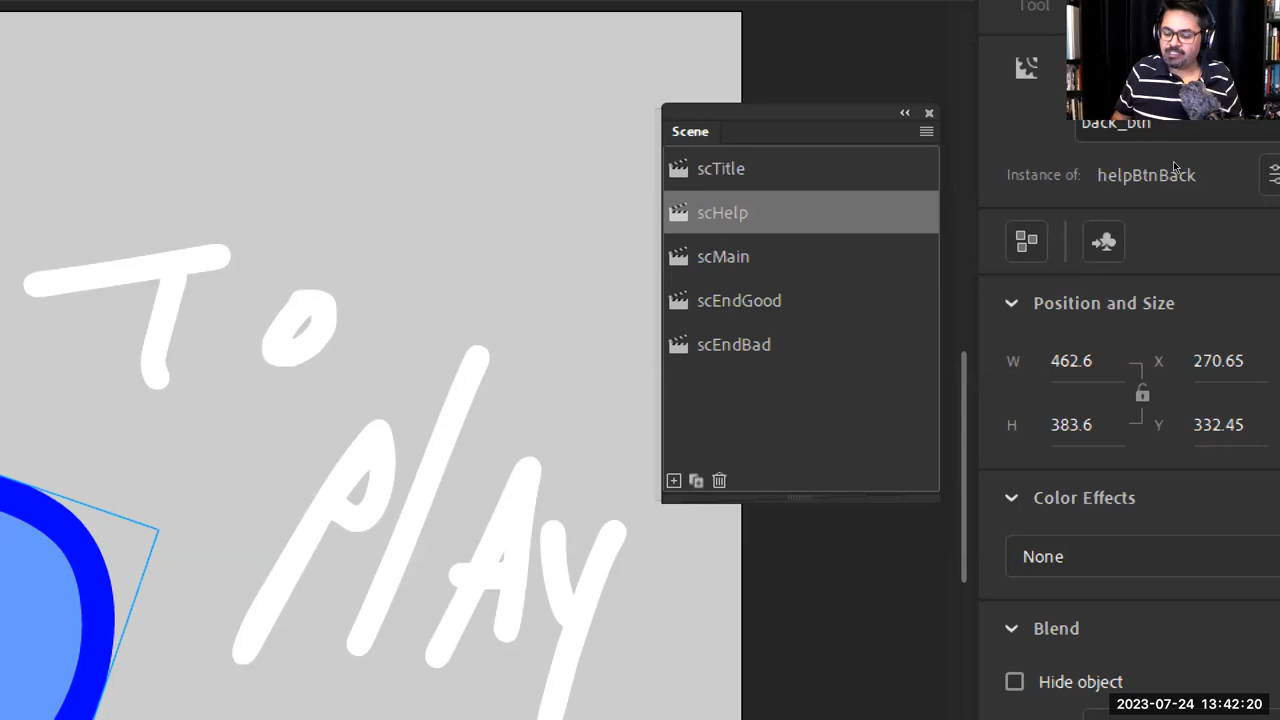 Tool
back_btn
Instance of: helpBtnBack
Scene
scTitle
scHelp
scMain
scEndGood
scEndBad
To
Play
Position and Size
W 462.6 X 270.65
H 383.6 Y 332.45
Color Effects
None
Blend
Hide object
2023-07-24 13:42:20